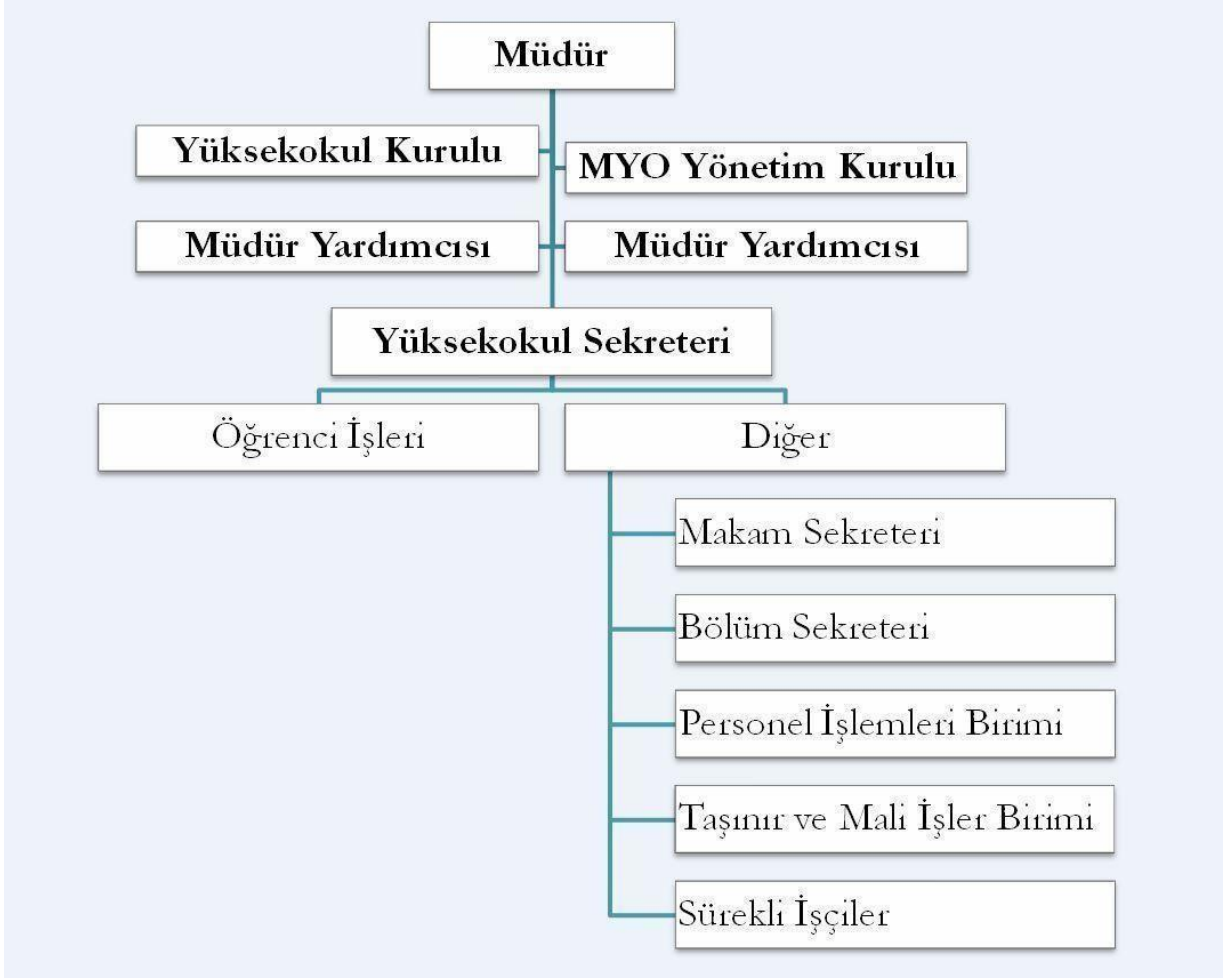 Müdür
Yüksekokul Kurulu
MYO Yönetim Kurulu
Müdür Yardımcısı
Müdür Yardımcısı
Yüksekokul Sekreteri
Öğrenci İşleri
Diğer
Makam Sekreteri
Bölüm Sekreteri
Personel İşlemleri Birimi
Taşınır ve Mali İşler Birimi
Sürekli İşçiler